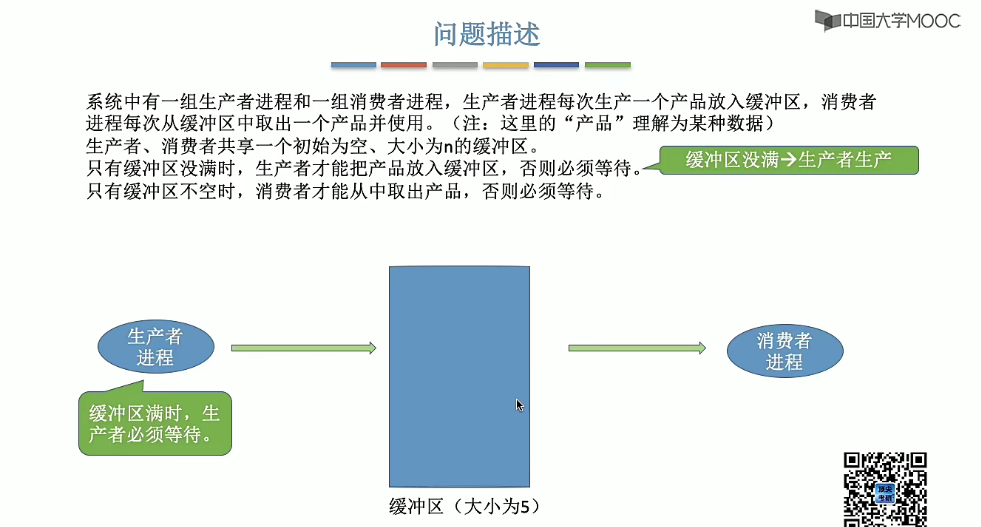 中国大学MOOC
问题描述
系统中有一组生产者进程和一组消费者进程，生产者进程每次生产一个产品放入缓冲区，消费者
进程每次从缓冲区中取出一个产品并使用。（注：这里的“产品”理解为某种数据）
生产者、消费者共享一个初始为空、大小为n的缓冲区。
只有缓冲区没满时，生产者才能把产品放入缓冲区，否则必须等待。
缓冲区没满→生产者生产
只有缓冲区不空时，消费者才能从中取出产品，否则必须等待。
生产者
进程
消费者
进程
缓冲区满时，生
产者必须等待。
缓冲区（大小为5）